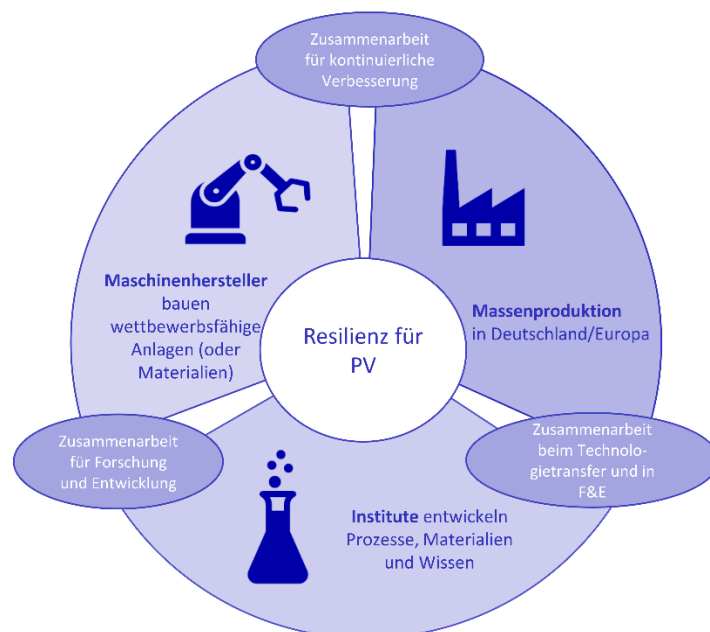 Zusammenarbeit
für kontinuierliche
Verbesserung
Maschinenhersteller
bauen
wettbewerbsfähige
Anlagen (oder
Materialien)
Massenproduktion
in Deutschland/Europa
Resilienz für
PV
Zusammenarbeit
für Forschung
und Entwicklung
Zusammenarbeit
beim Technolo-
gietransfer und in
F&E
Institute entwickeln
Prozesse, Materialien
und Wissen